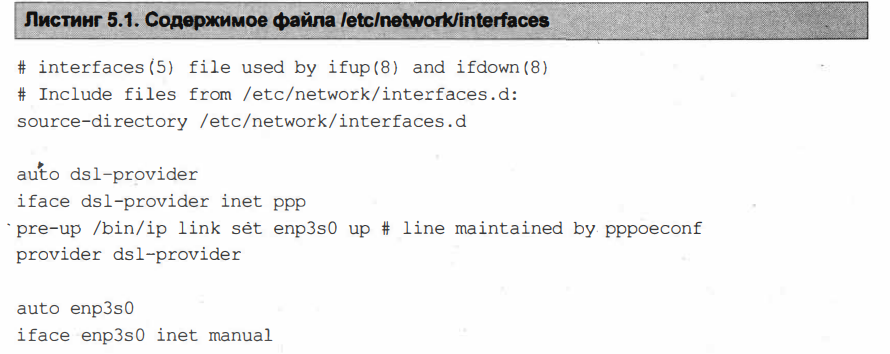 Листинг 5.1. Содержимое файла /etc/network/interfaces
# interfaces(5) file used by ifup(8) and ifdown(8)
# Include files from /etc/network/interfaces.d:
source-directory /etc/network/interfaces.d
auto dsl-provider
iface dsl-provider inet ppp
pre-up /bin/ip link set enp3s0 up # line maintained by pppoeconf
provider dsl-provider
auto enp3s0
iface enp3s0 inet manual